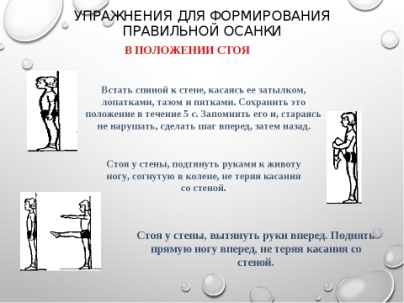 УПРАЖНЕНИЯ ДЛЯ ФОРМИРОВАНИЯ
ПРАВИЛЬНОЙ ОСАНКИ
В ПОЛОЖЕНИИ СТОЯ
Встать спиной к стене, касаясь ее затылком,
лопатками, тазом и пятками. Сохранить это
положение в течение 5 с. Запомнить его и, стараясь
не нарушать, сделать шаг вперед, затем назад.
Стоя у стены, подтянуть руками к животу
ногу, согнутую в колене, не теряя касания
со стеной.
Стоя у стены, вытянуть руки вперед. Поднять
прямую ногу вперед, не теряя касания со
стеной.